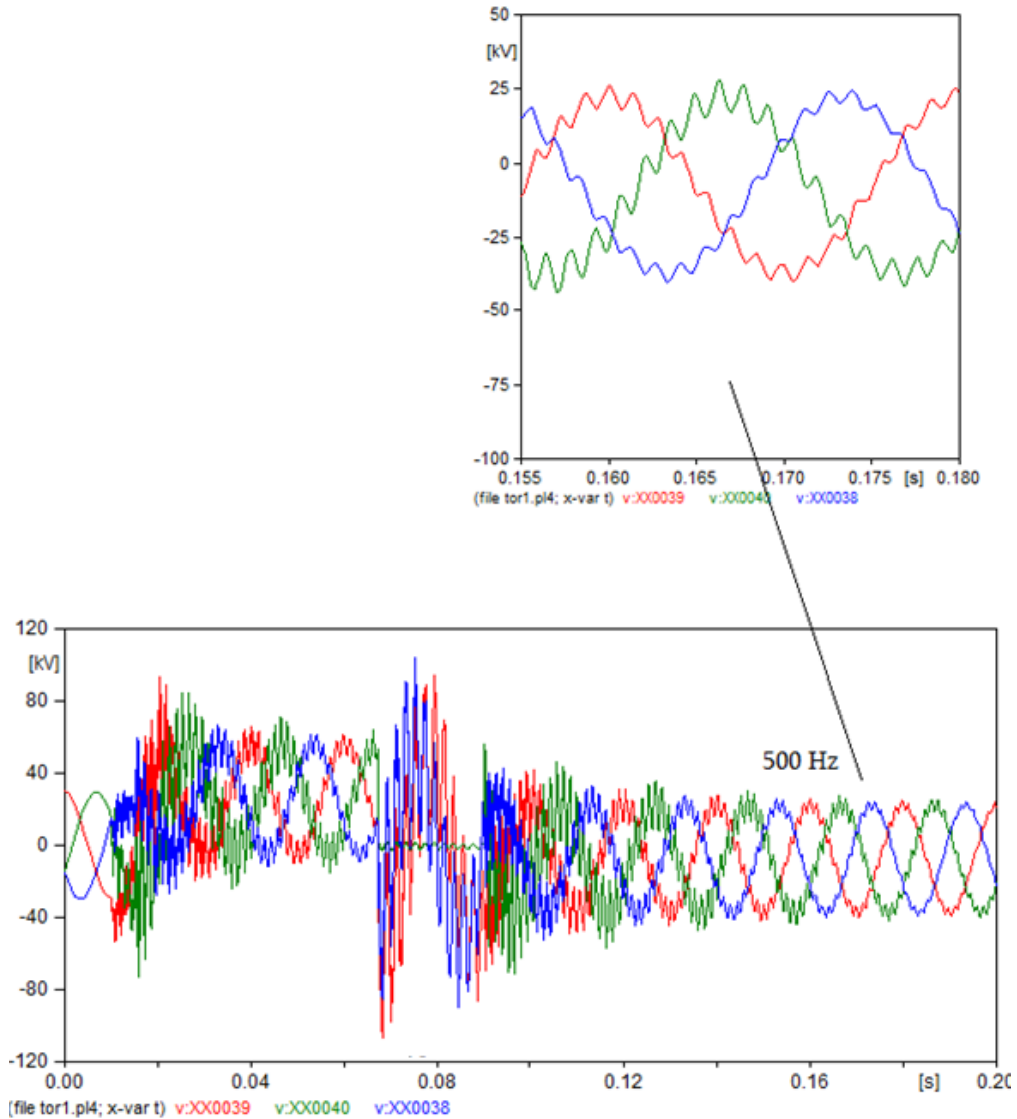 50
[kV]
25
0
-25
-50
-75
-100
0.155 0.160 0.165 0.170 0.175 [s] 0.180
(file tor1.pl4; x-var t) v:XX0039 v:XX0040 v:XX0038
120
[kV]
80
40
0
-40
-80
-120
500 Hz
0.00 0.04 0.08 0.12 0.16 [s] 0.20
(file tor1.pl4; x-var t) v:XX0039 v:XX0040 v:XX0038